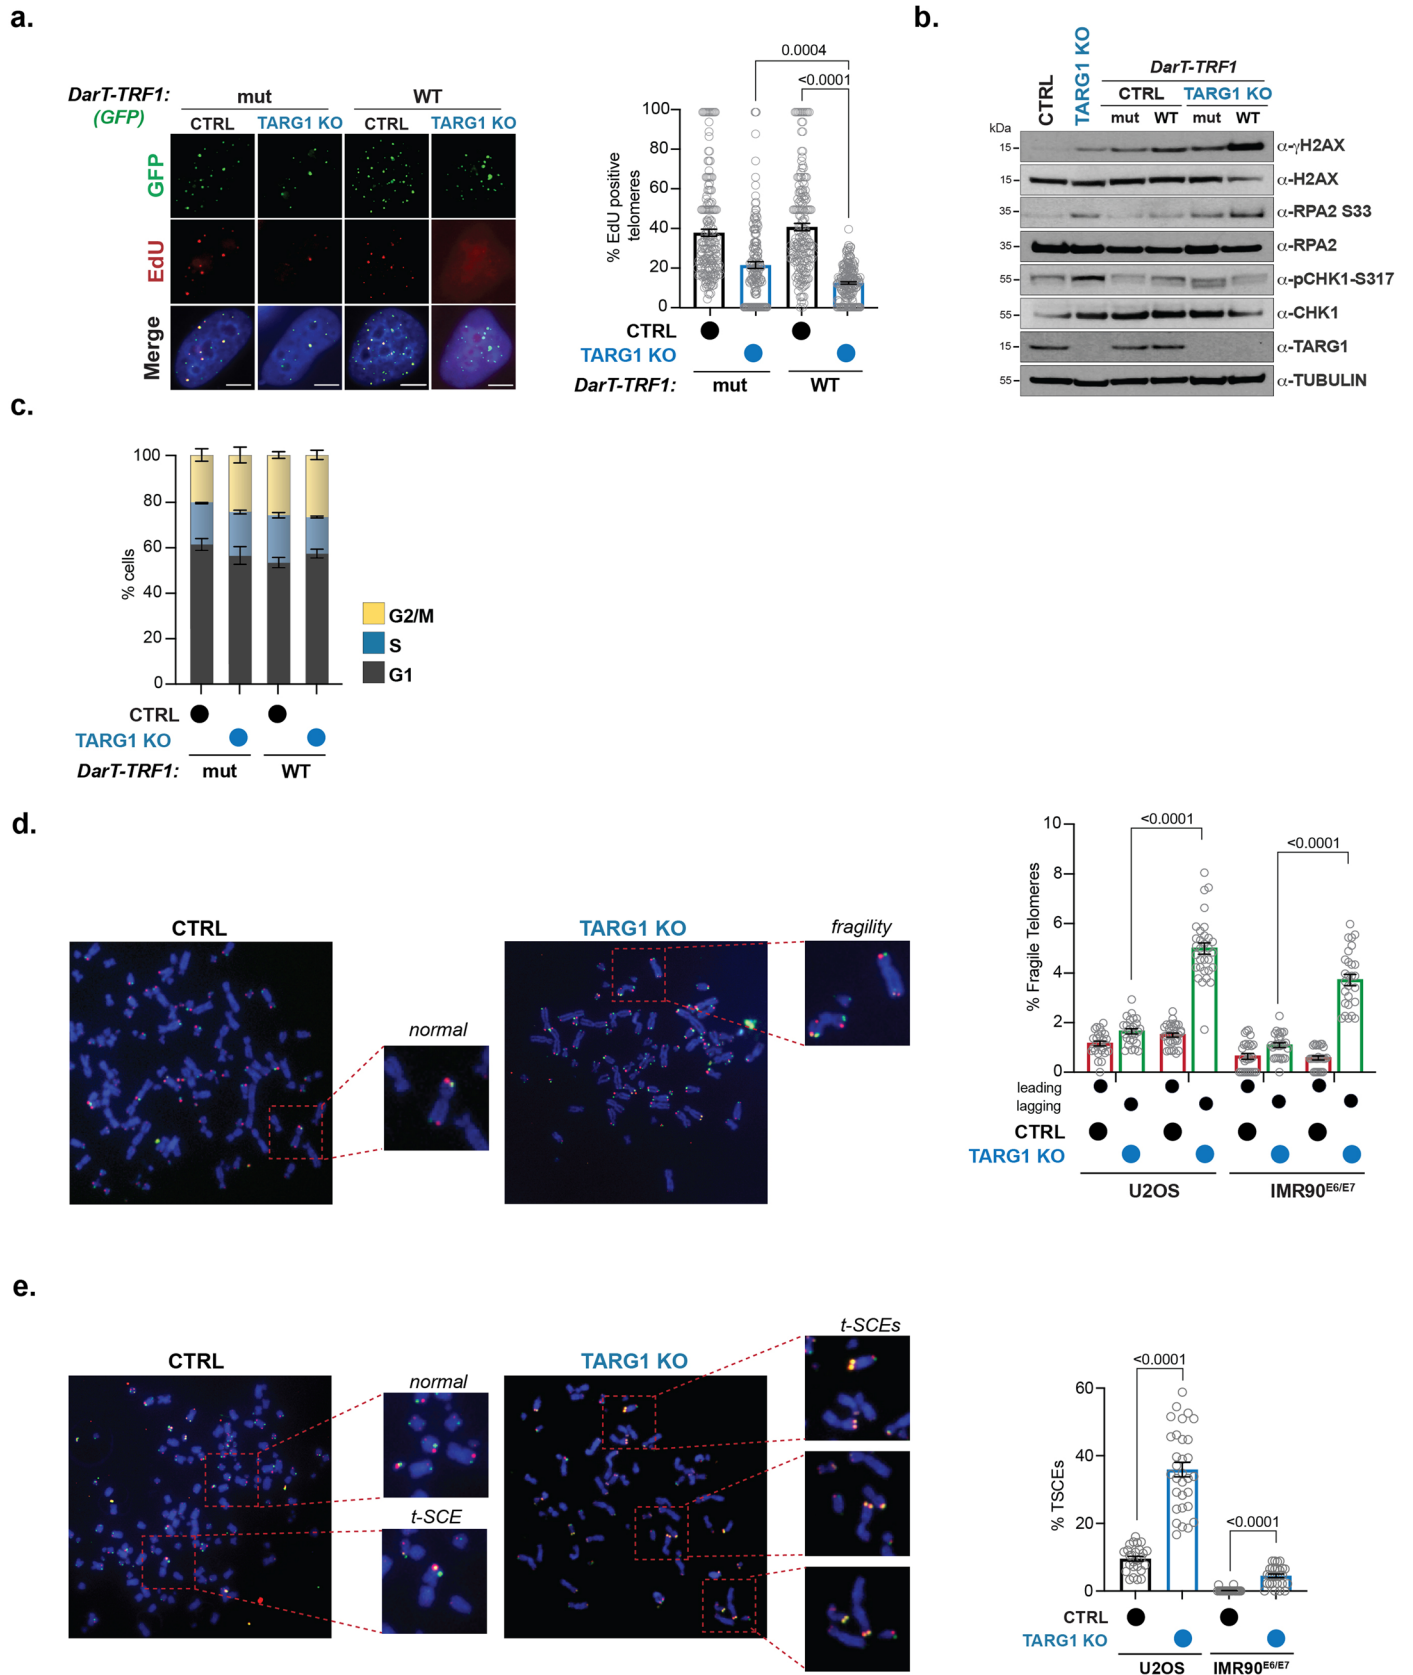 a.
DarT-TRF1:
(GFP)
mut
WT
CTRL
TARG1 KO
CTRL
TARG1 KO
GFP
EdU
Merge
0.0004
<0.0001
100
80
60
40
20
0
% EdU positive
telomeres
CTRL
TARG1 KO
DarT-TRF1:
mut
WT
b.
CTRL
TARG1 KO
DarT-TRF1
CTRL
TARG1 KO
kDa
mut
WT
mut
WT
15
α-γH2AX
15
α-H2AX
35
α-RPA2 S33
35
α-RPA2
55
α-pCHK1-S317
55
α-CHK1
15
α-TARG1
55
α-TUBULIN
c.
100
80
60
40
20
0
% cells
G2/M
S
G1
CTRL
TARG1 KO
DarT-TRF1:
mut
WT
d.
CTRL
normal
TARG1 KO
fragility
<0.0001
<0.0001
10
8
6
4
2
0
% Fragile Telomeres
leading
lagging
CTRL
TARG1 KO
U2OS
IMR90E6/E7
e.
CTRL
normal
t-SCE
TARG1 KO
t-SCEs
<0.0001
<0.0001
60
40
20
0
% TSCEs
CTRL
TARG1 KO
U2OS
IMR90E6/E7